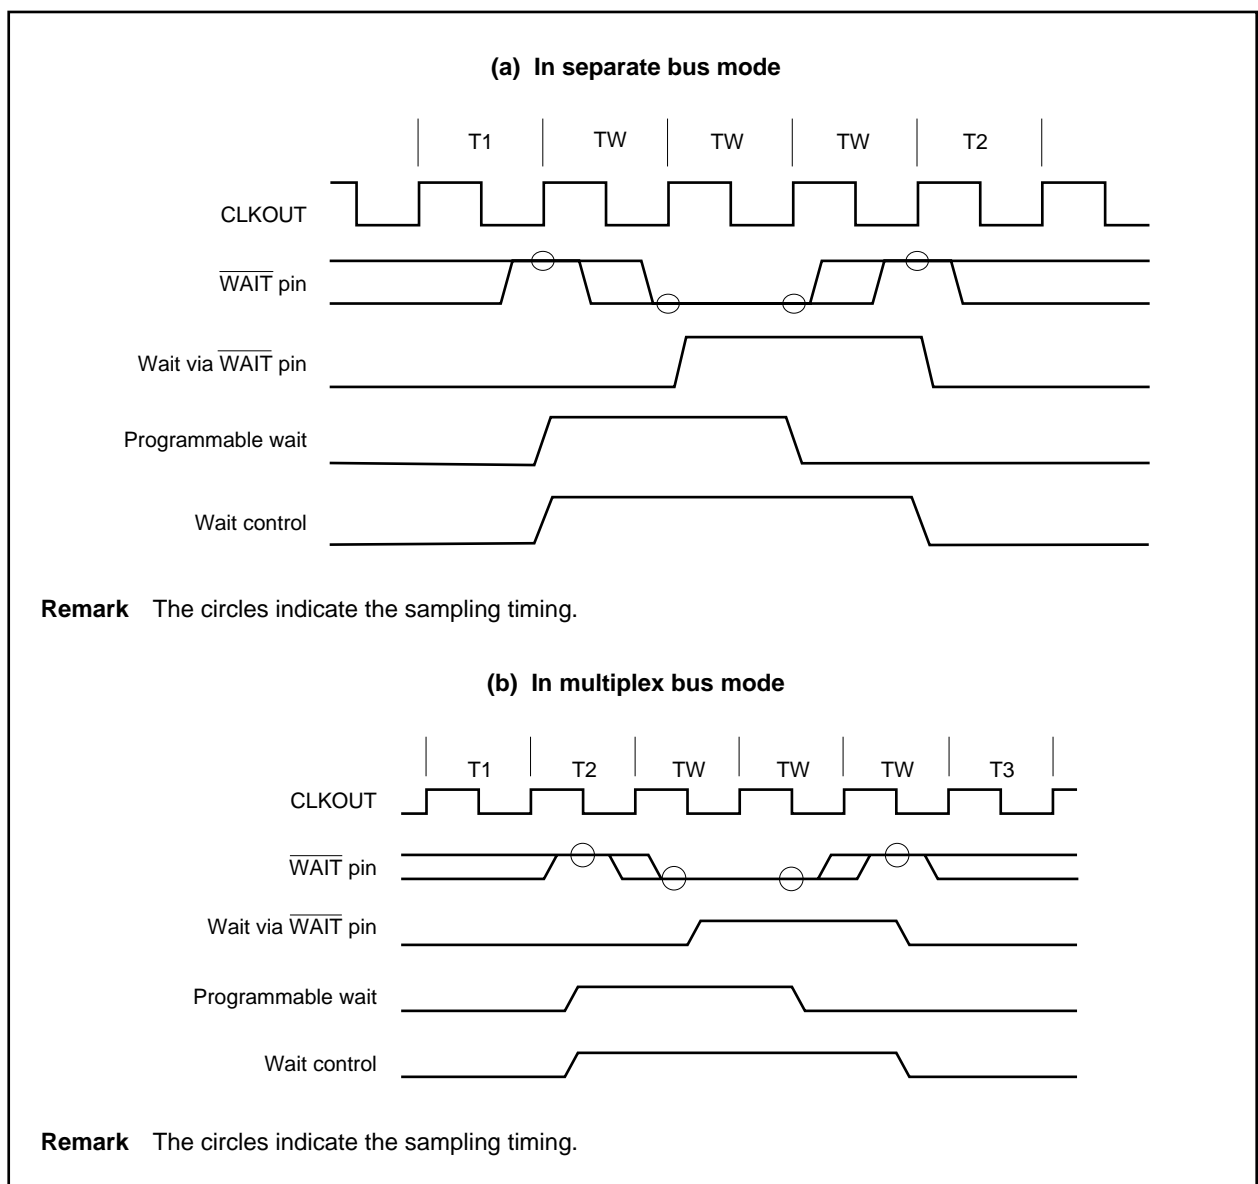 (a) In separate bus mode
T1 TW TW TW T2
CLKOUT
WAIT pin
Wait via WAIT pin
Programmable wait
Wait control
Remark The circles indicate the sampling timing.
(b) In multiplex bus mode
T1 T2 TW TW TW T3
CLKOUT
WAIT pin
Wait via WAIT pin
Programmable wait
Wait control
Remark The circles indicate the sampling timing.